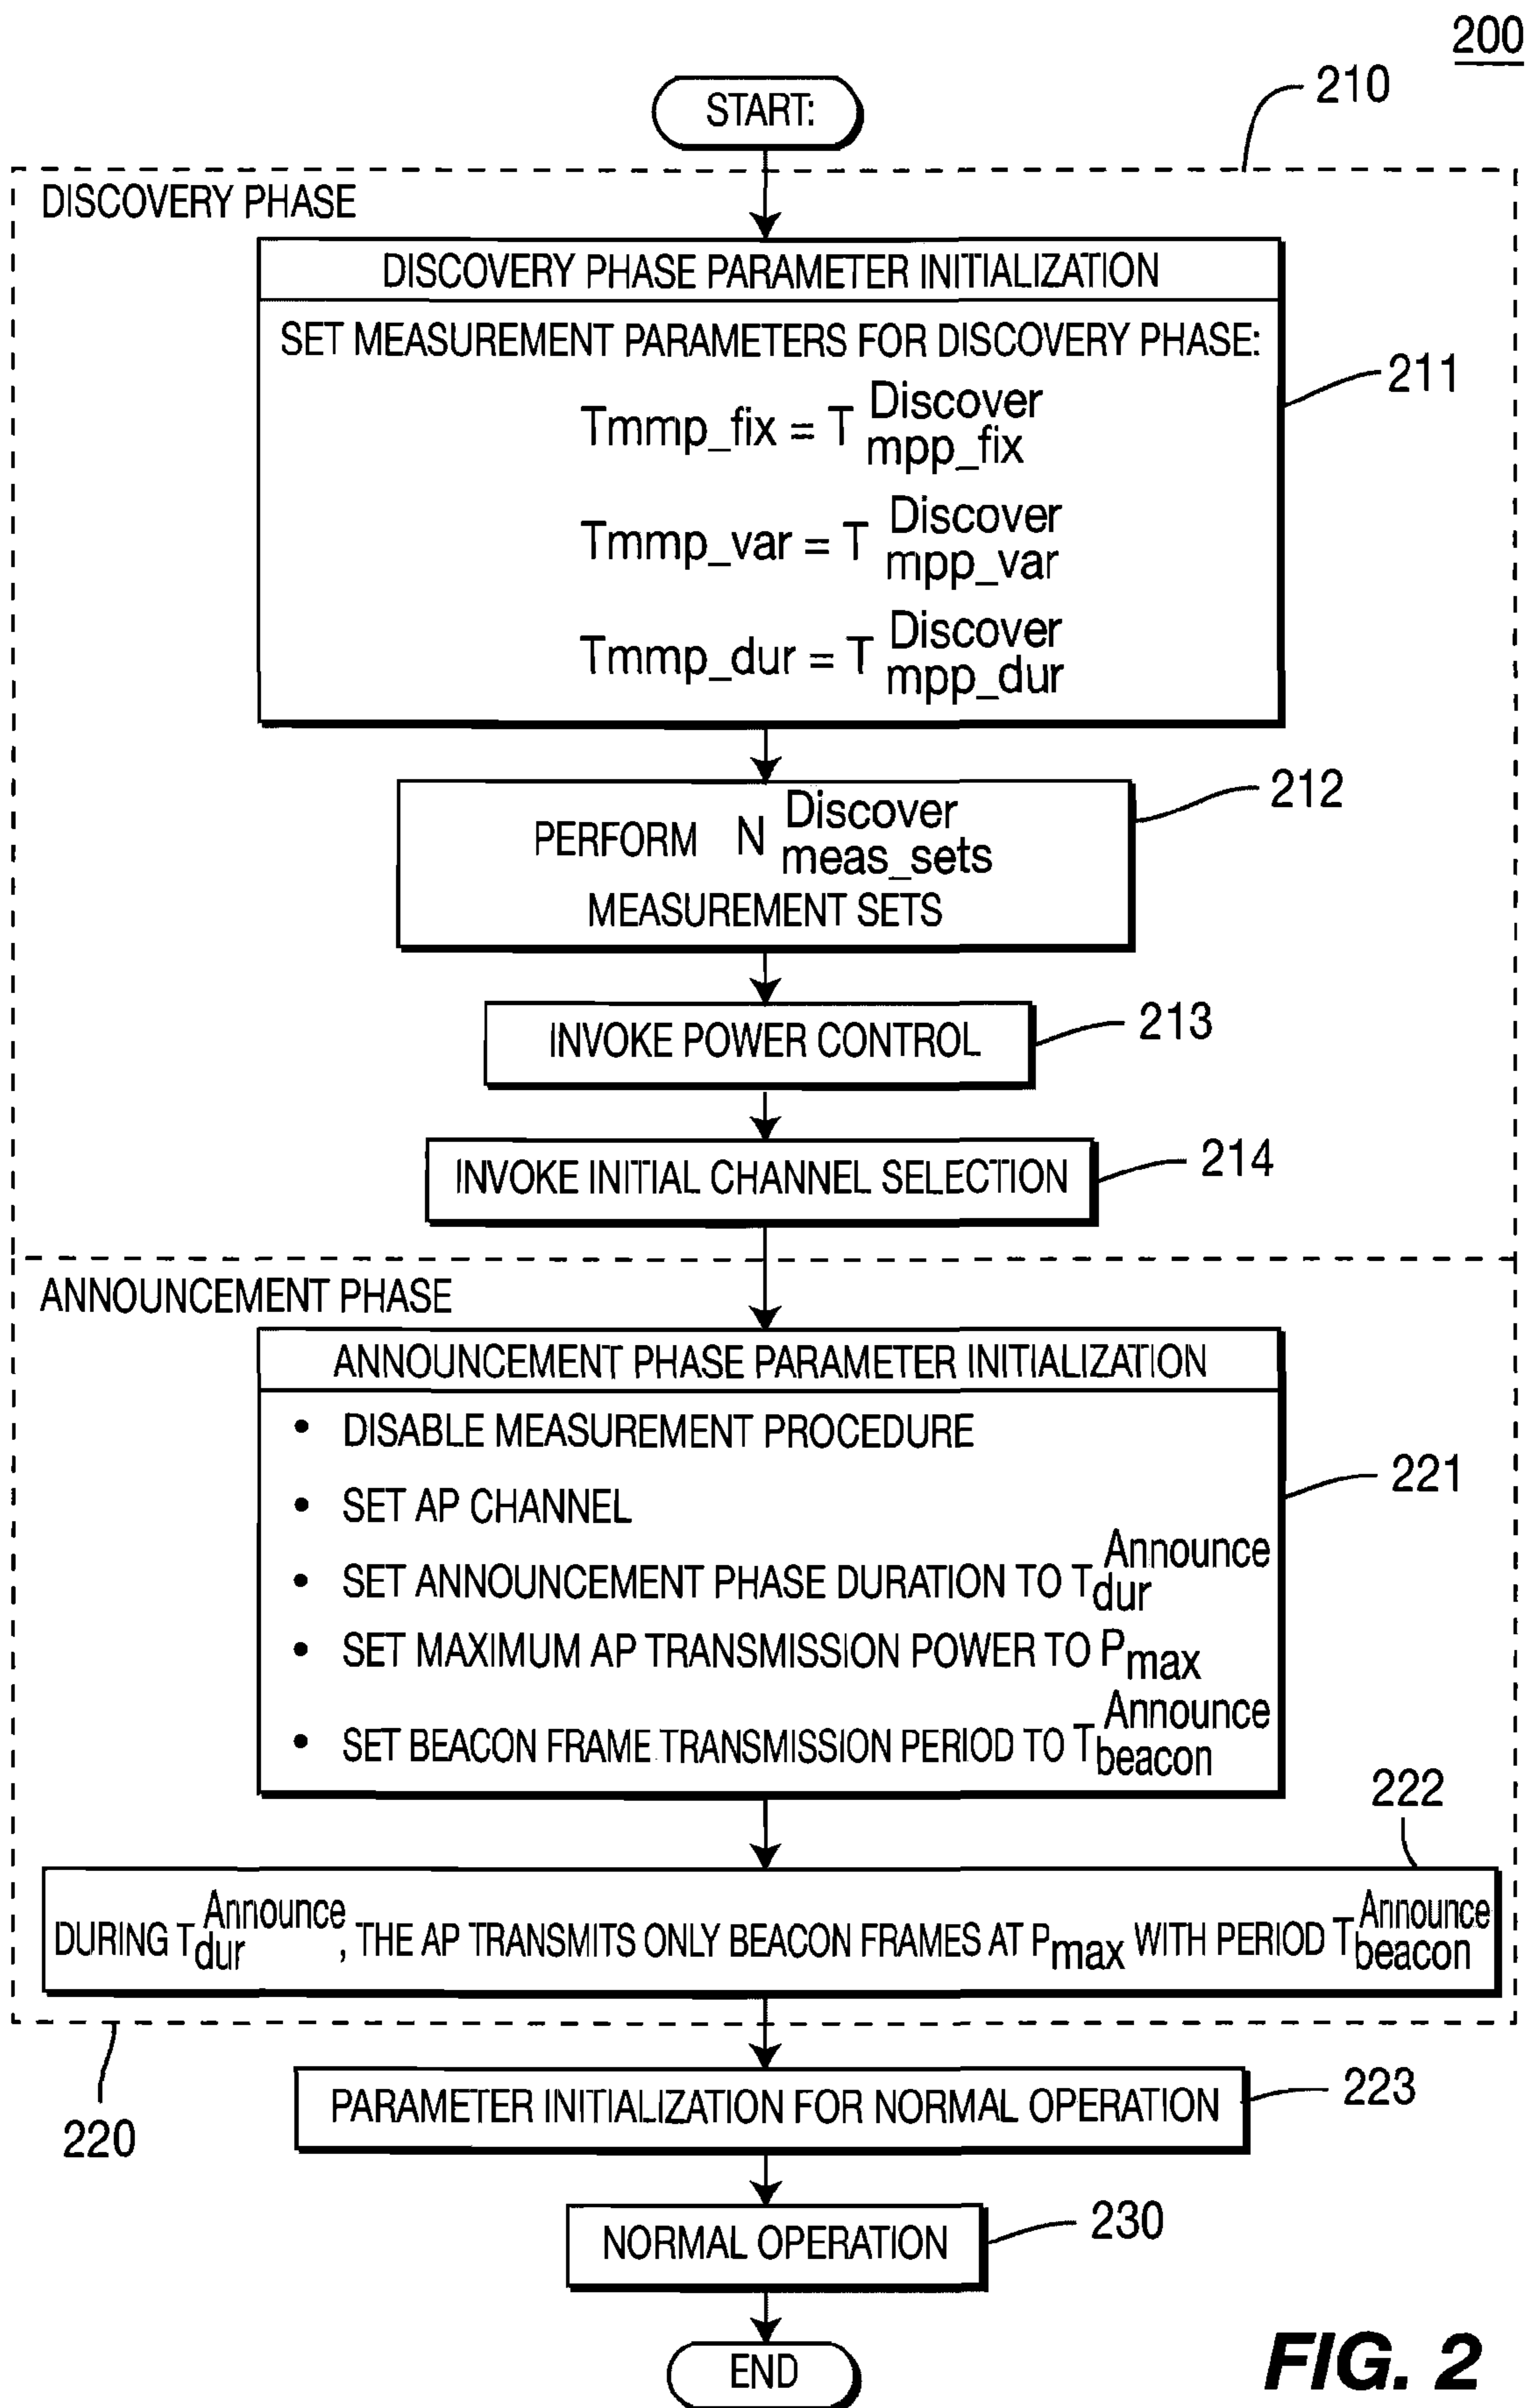 200
210
START:
DISCOVERY PHASE
DISCOVERY PHASE PARAMETER INITIALIZATION
SET MEASUREMENT PARAMETERS FOR DISCOVERY PHASE:
211
Tmmp_fix = T Discover mpp_fix
Tmmp_var = T Discover mpp_var
Tmmp_dur = T Discover mpp_dur
212
PERFORM N Discover meas_sets
MEASUREMENT SETS
213
INVOKE POWER CONTROL
214
INVOKE INITIAL CHANNEL SELECTION
ANNOUNCEMENT PHASE
ANNOUNCEMENT PHASE PARAMETER INITIALIZATION
• DISABLE MEASUREMENT PROCEDURE
221
• SET AP CHANNEL
• SET ANNOUNCEMENT PHASE DURATION TO T Announce dur
• SET MAXIMUM AP TRANSMISSION POWER TO Pmax
• SET BEACON FRAME TRANSMISSION PERIOD TO T Announce beacon
222
DURING T Announce dur, THE AP TRANSMITS ONLY BEACON FRAMES AT Pmax WITH PERIOD T Announce beacon
220
PARAMETER INITIALIZATION FOR NORMAL OPERATION
223
NORMAL OPERATION
230
END
FIG. 2